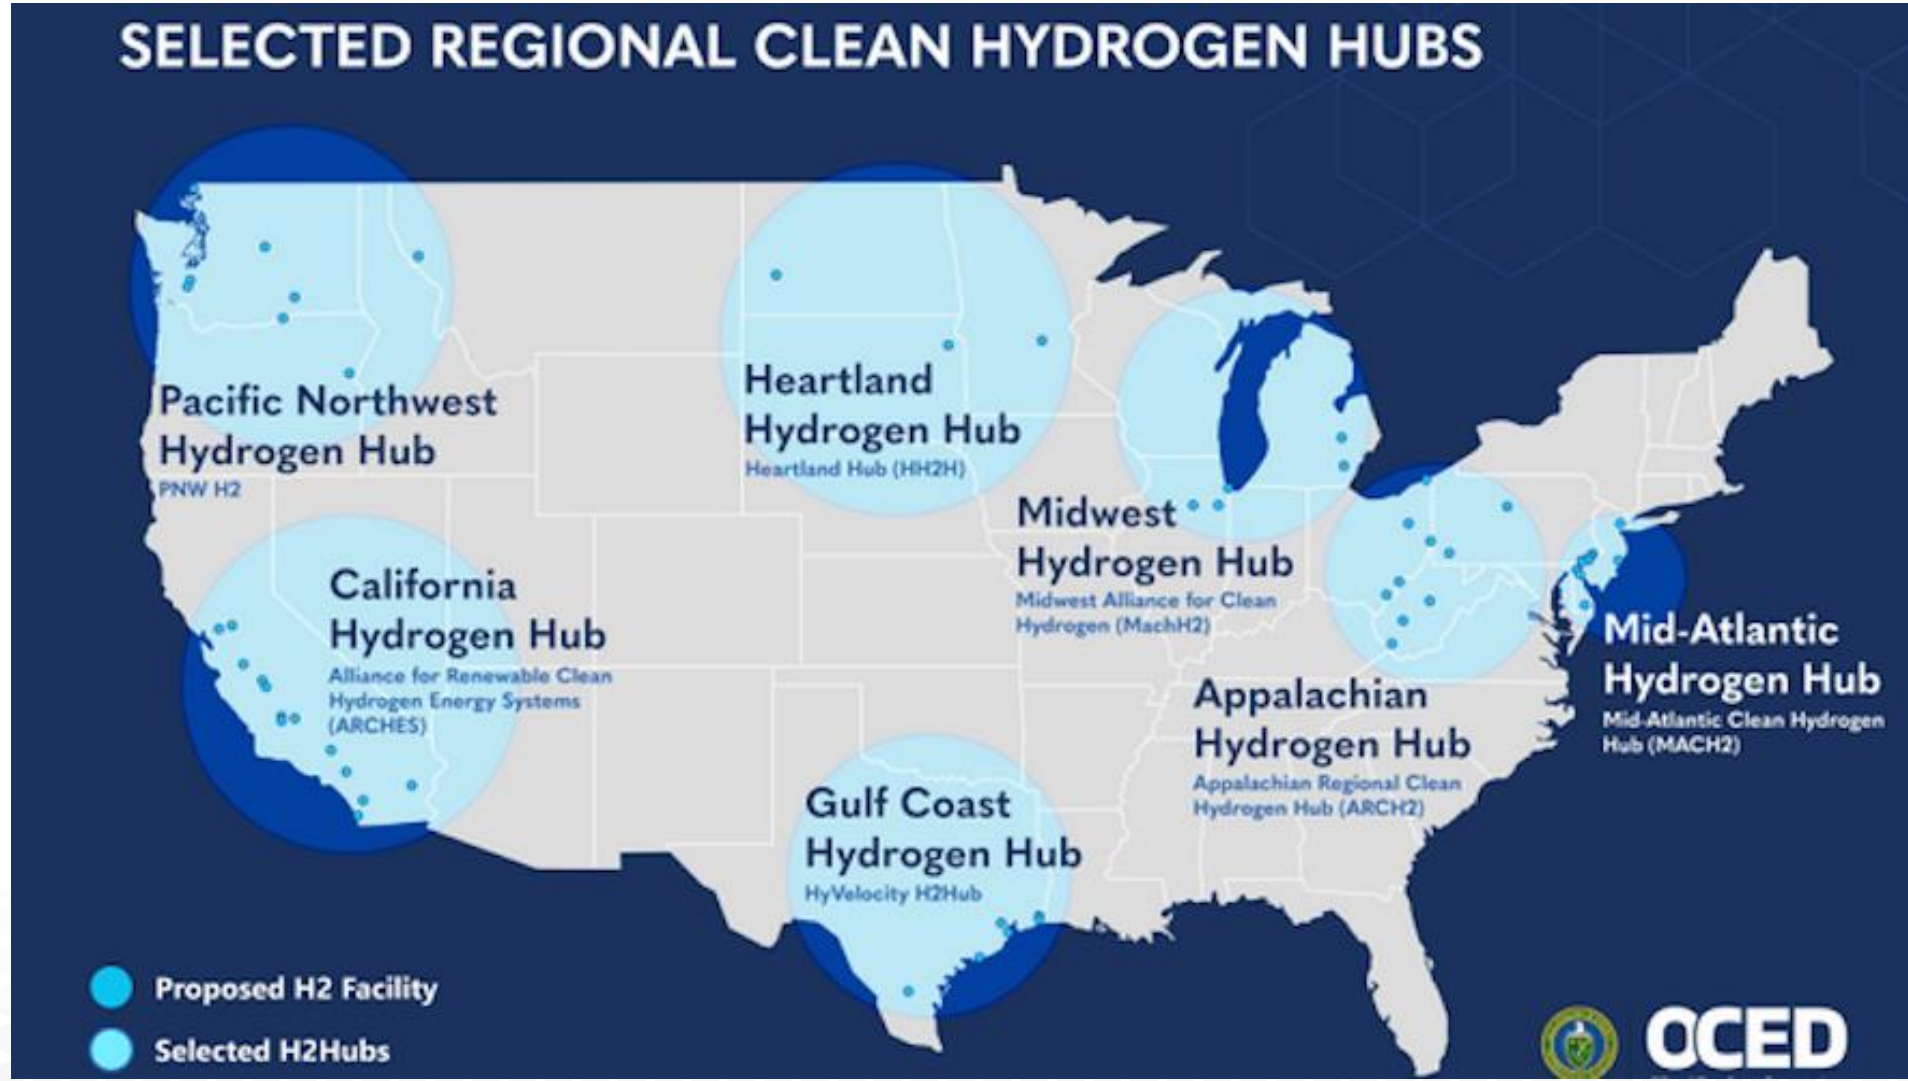 SELECTED REGIONAL CLEAN HYDROGEN HUBS
Pacific Northwest
Hydrogen Hub
PNW H2
Heartland
Hydrogen Hub
Heartland Hub (HH2H)
Midwest
Hydrogen Hub
Midwest Alliance for Clean
Hydrogen (MachH2)
California
Hydrogen Hub
Alliance for Renewable Clean
Hydrogen Energy Systems
(ARCHES)
Mid-Atlantic
Hydrogen Hub
Mid-Atlantic Clean Hydrogen
Hub (MACH2)
Appalachian
Hydrogen Hub
Appalachian Regional Clean
Hydrogen Hub (ARCH2)
Gulf Coast
Hydrogen Hub
HyVelocity H2Hub
Proposed H2 Facility
Selected H2Hubs
OCED